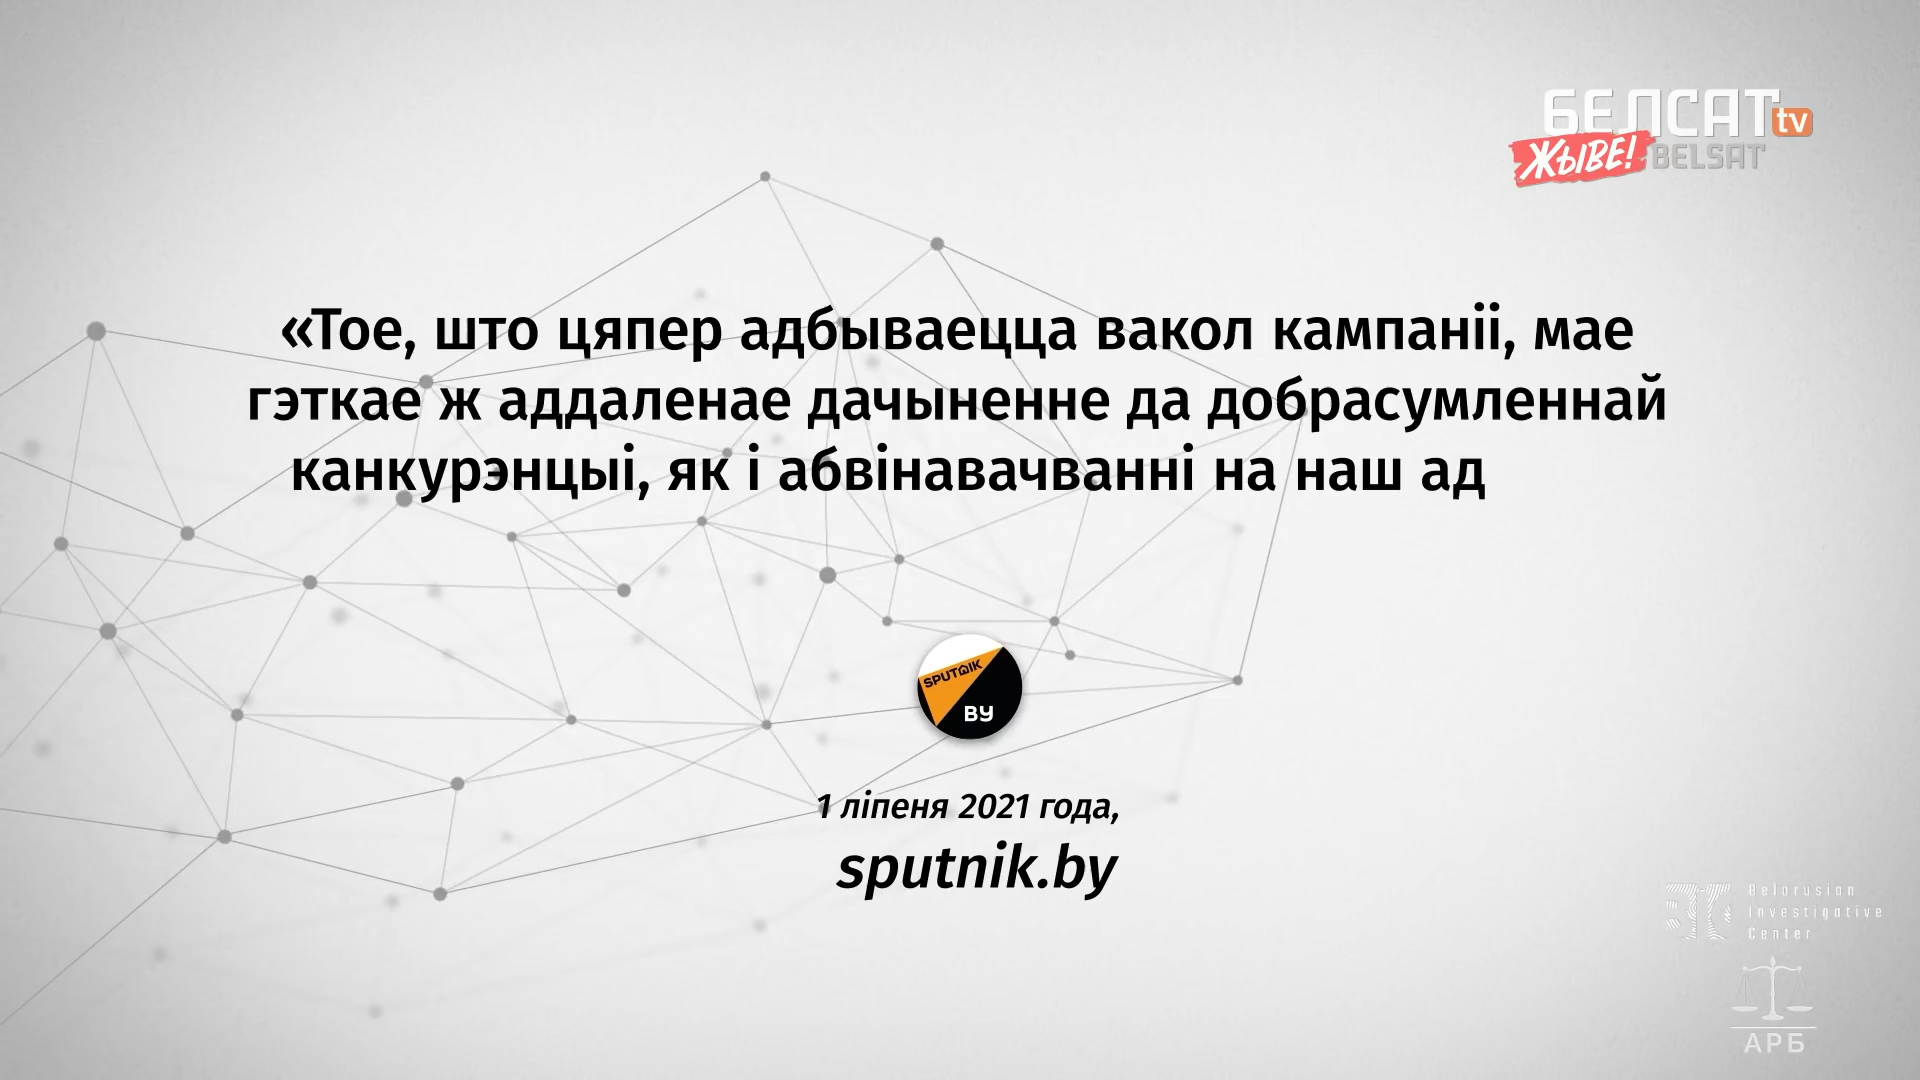 БЕЛСАТ tv
ЖЫВЕ! BELSAT
«Тое, што цяпер адбываецца вакол кампаніі, мае
гэткае ж аддаленае дачыненне да добрасумленнай
канкурэнцыі, як і абвінавачванні на наш ад
SPUTNIK
BY
1 ліпеня 2021 года,
sputnik.by
Belarusian
Investigative
Center
АРБ